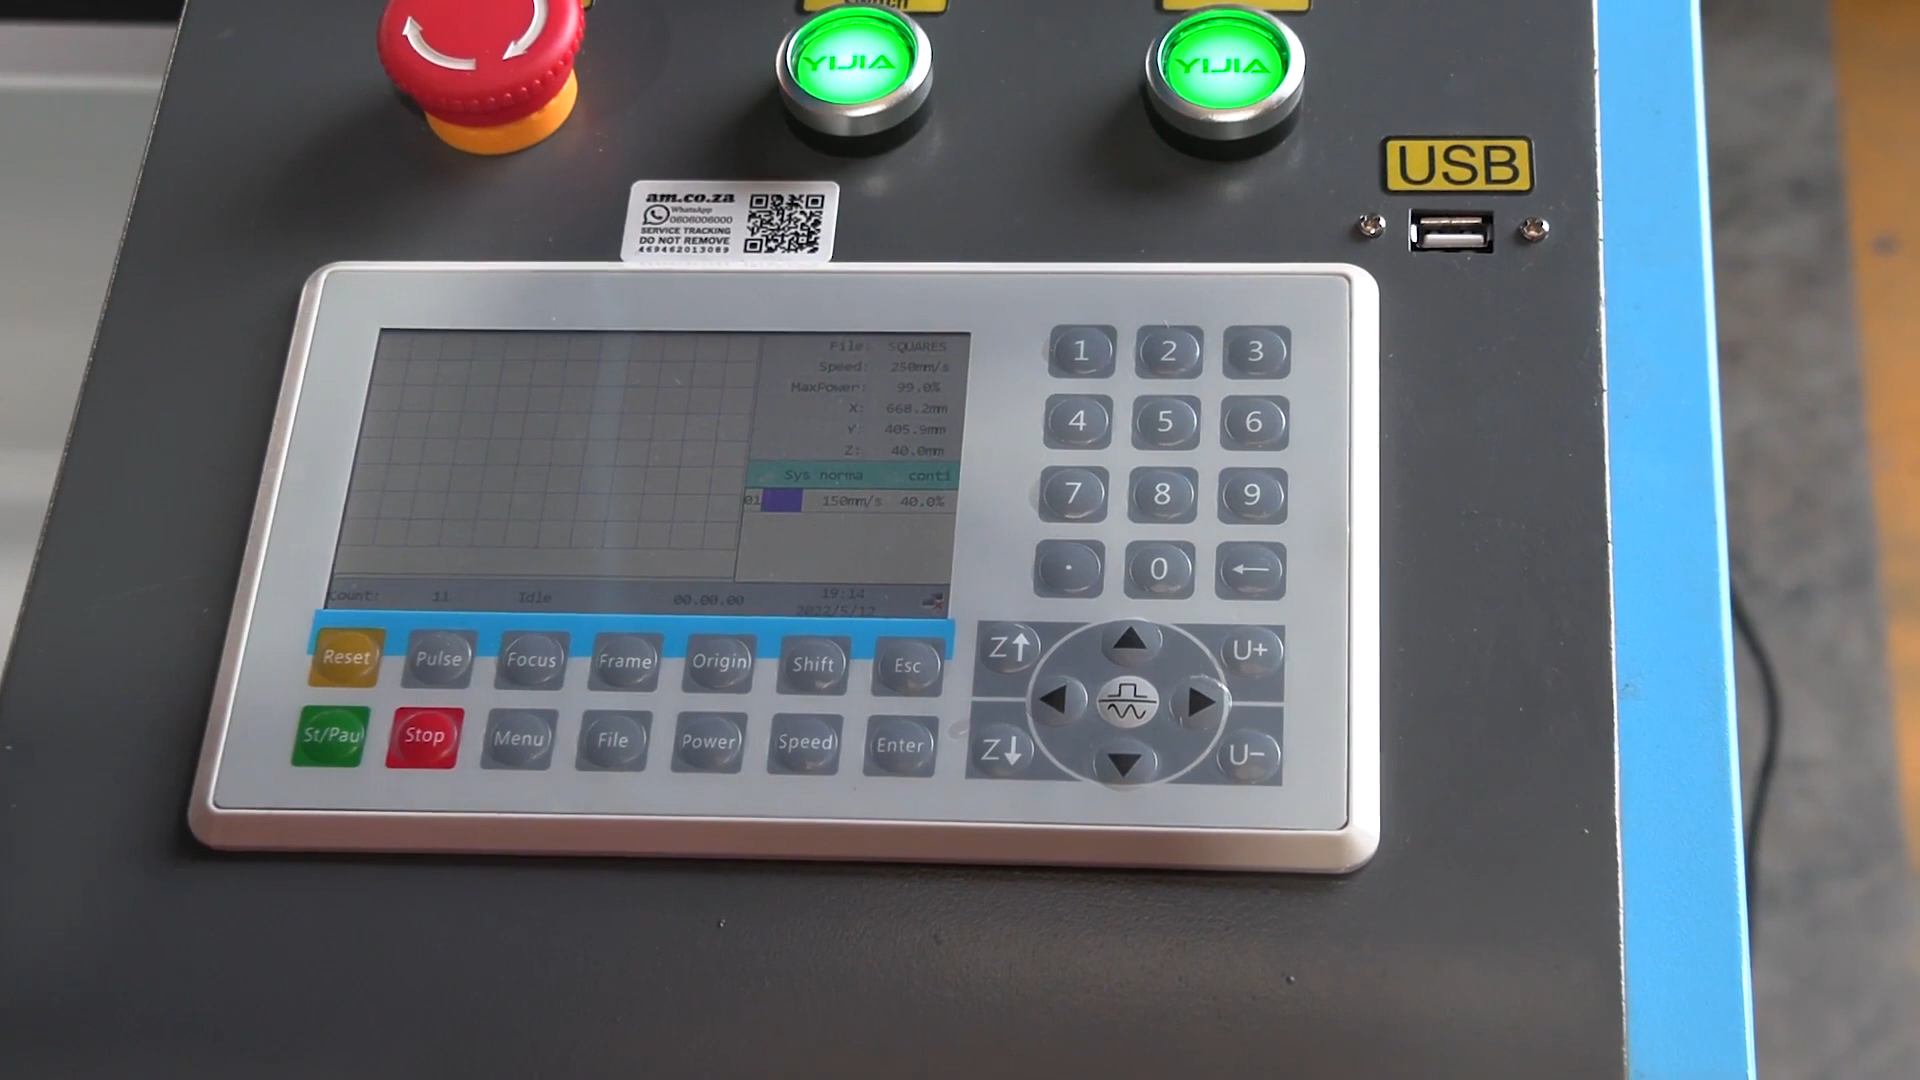 Switch
YIJIA
YIJIA
USB
am.co.za
WhatsApp
0606006000
SERVICE TRACKING
DO NOT REMOVE
469462013089
File: SQUARES
Speed: 250mm/s
MaxPower: 99.0%
X: 668.2mm
Y: 405.9mm
Z: 40.0mm
Sys norma conti
01 150mm/s 40.0%
Count: 11 Idle 00.00.00 19:14
2022/5/12
1 2 3
4 5 6
7 8 9
. 0 ←
Reset Pulse Focus Frame Origin Shift Esc
St/Pau Stop Menu File Power Speed Enter
Z↑ ▲ U+
◀ ▶
Z↓ ▼ U−